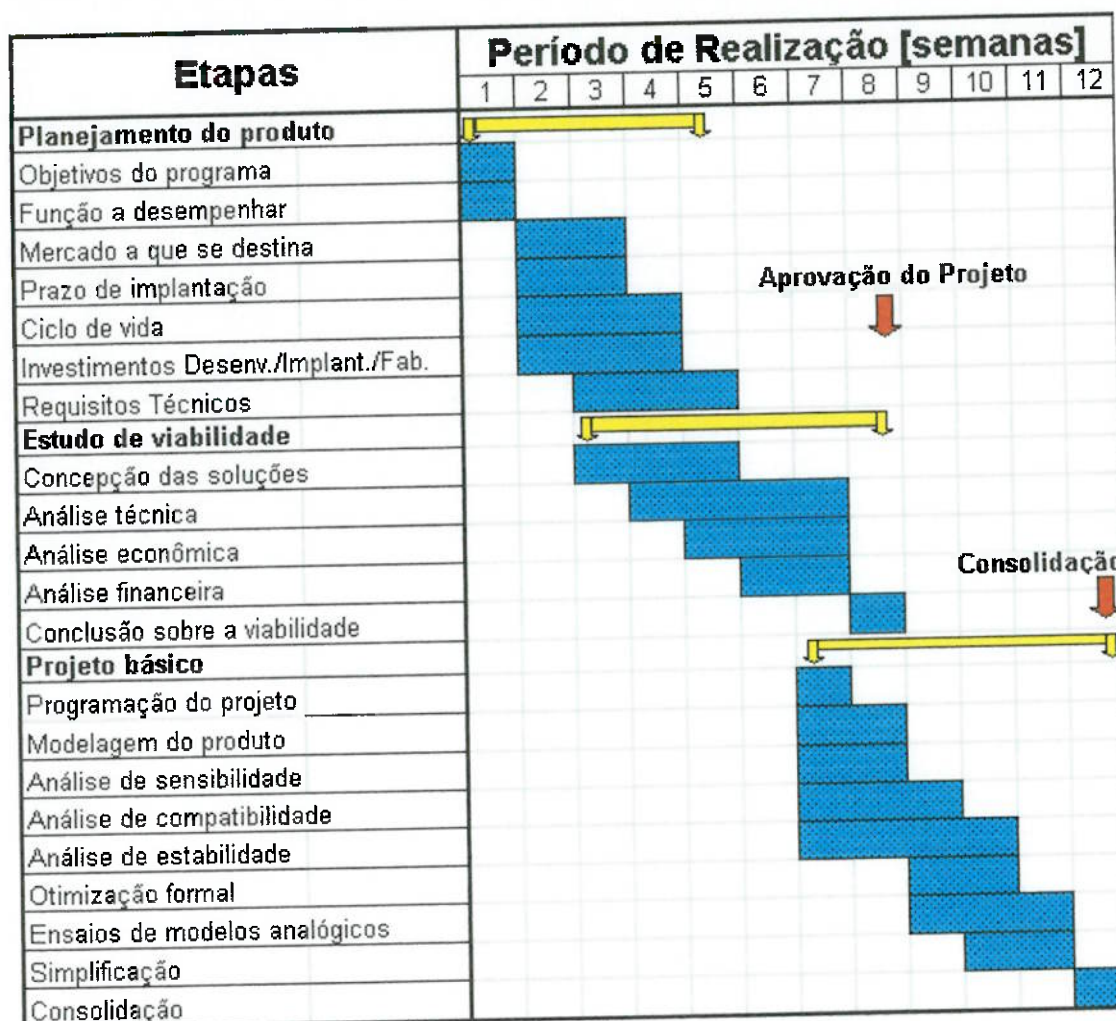 Etapas
Período de Realização [semanas]
1 2 3 4 5 6 7 8 9 10 11 12
Planejamento do produto
Objetivos do programa
Função a desempenhar
Mercado a que se destina
Prazo de implantação
Aprovação do Projeto
Ciclo de vida
Investimentos Desenv./Implant./Fab.
Requisitos Técnicos
Estudo de viabilidade
Concepção das soluções
Análise técnica
Análise econômica
Consolidação
Análise financeira
Conclusão sobre a viabilidade
Projeto básico
Programação do projeto
Modelagem do produto
Análise de sensibilidade
Análise de compatibilidade
Análise de estabilidade
Otimização formal
Ensaios de modelos analógicos
Simplificação
Consolidação